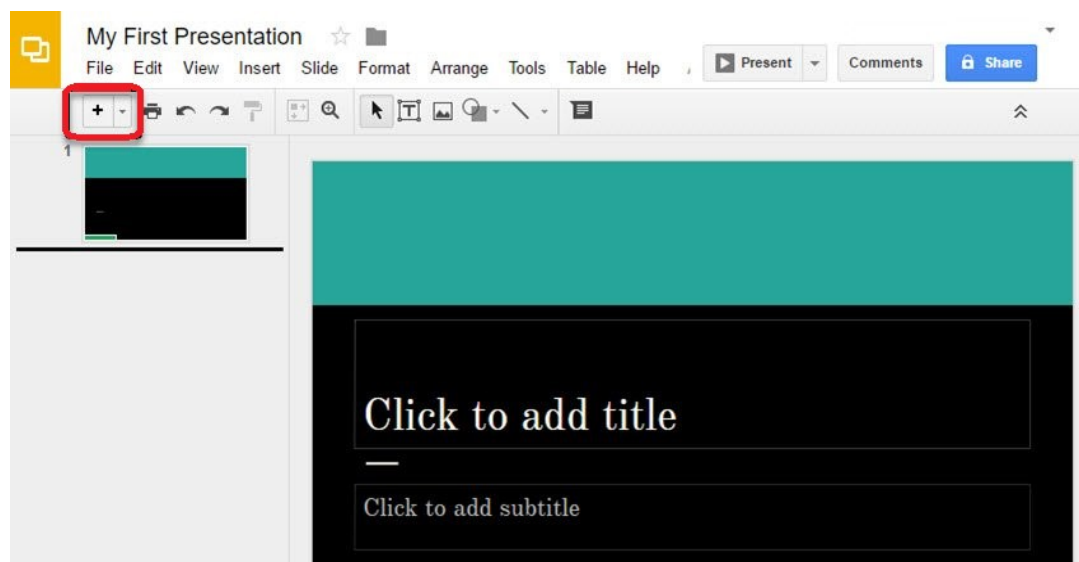 My First Presentation
File Edit View Insert Slide Format Arrange Tools Table Help
Present
Comments
Share
1
Click to add title
Click to add subtitle